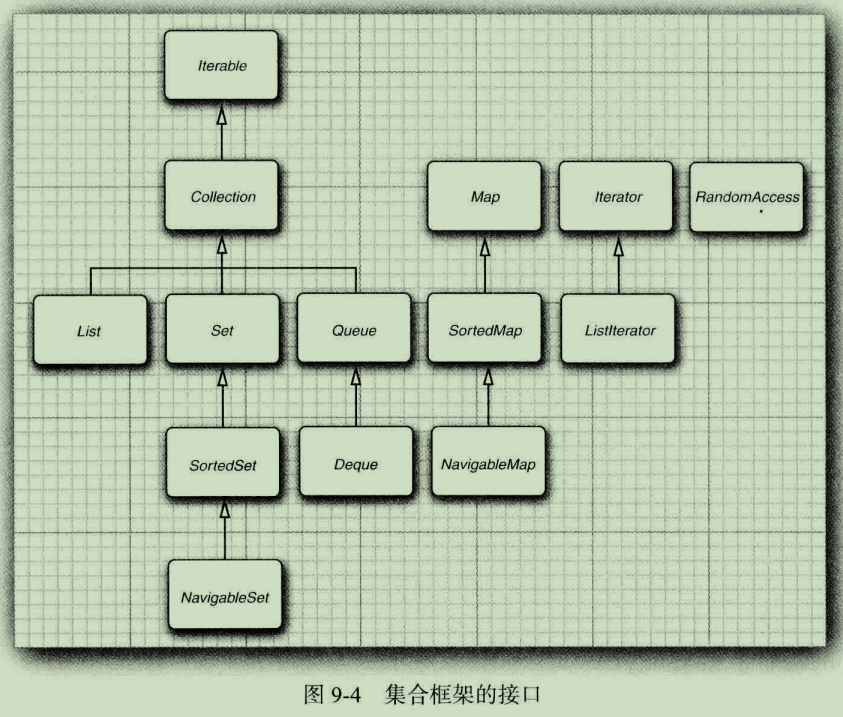 Iterable
Collection
Map
Iterator
RandomAccess
List
Set
Queue
SortedMap
ListIterator
SortedSet
Deque
NavigableMap
NavigableSet
图 9-4 集合框架的接口